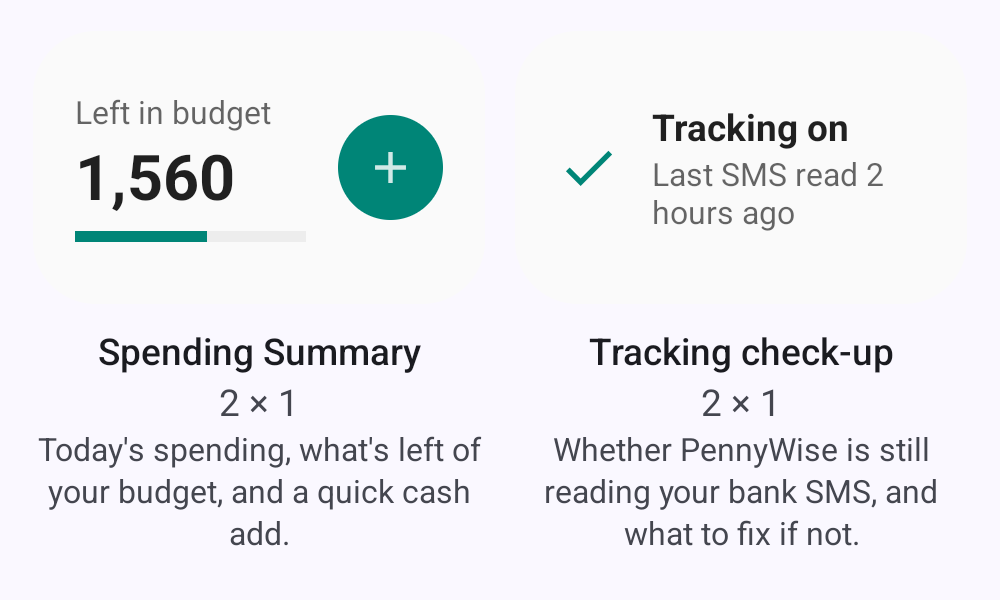 Left in budget
1,560
+
Tracking on
Last SMS read 2
hours ago
Spending Summary
2 × 1
Today's spending, what's left of
your budget, and a quick cash
add.
Tracking check-up
2 × 1
Whether PennyWise is still
reading your bank SMS, and
what to fix if not.